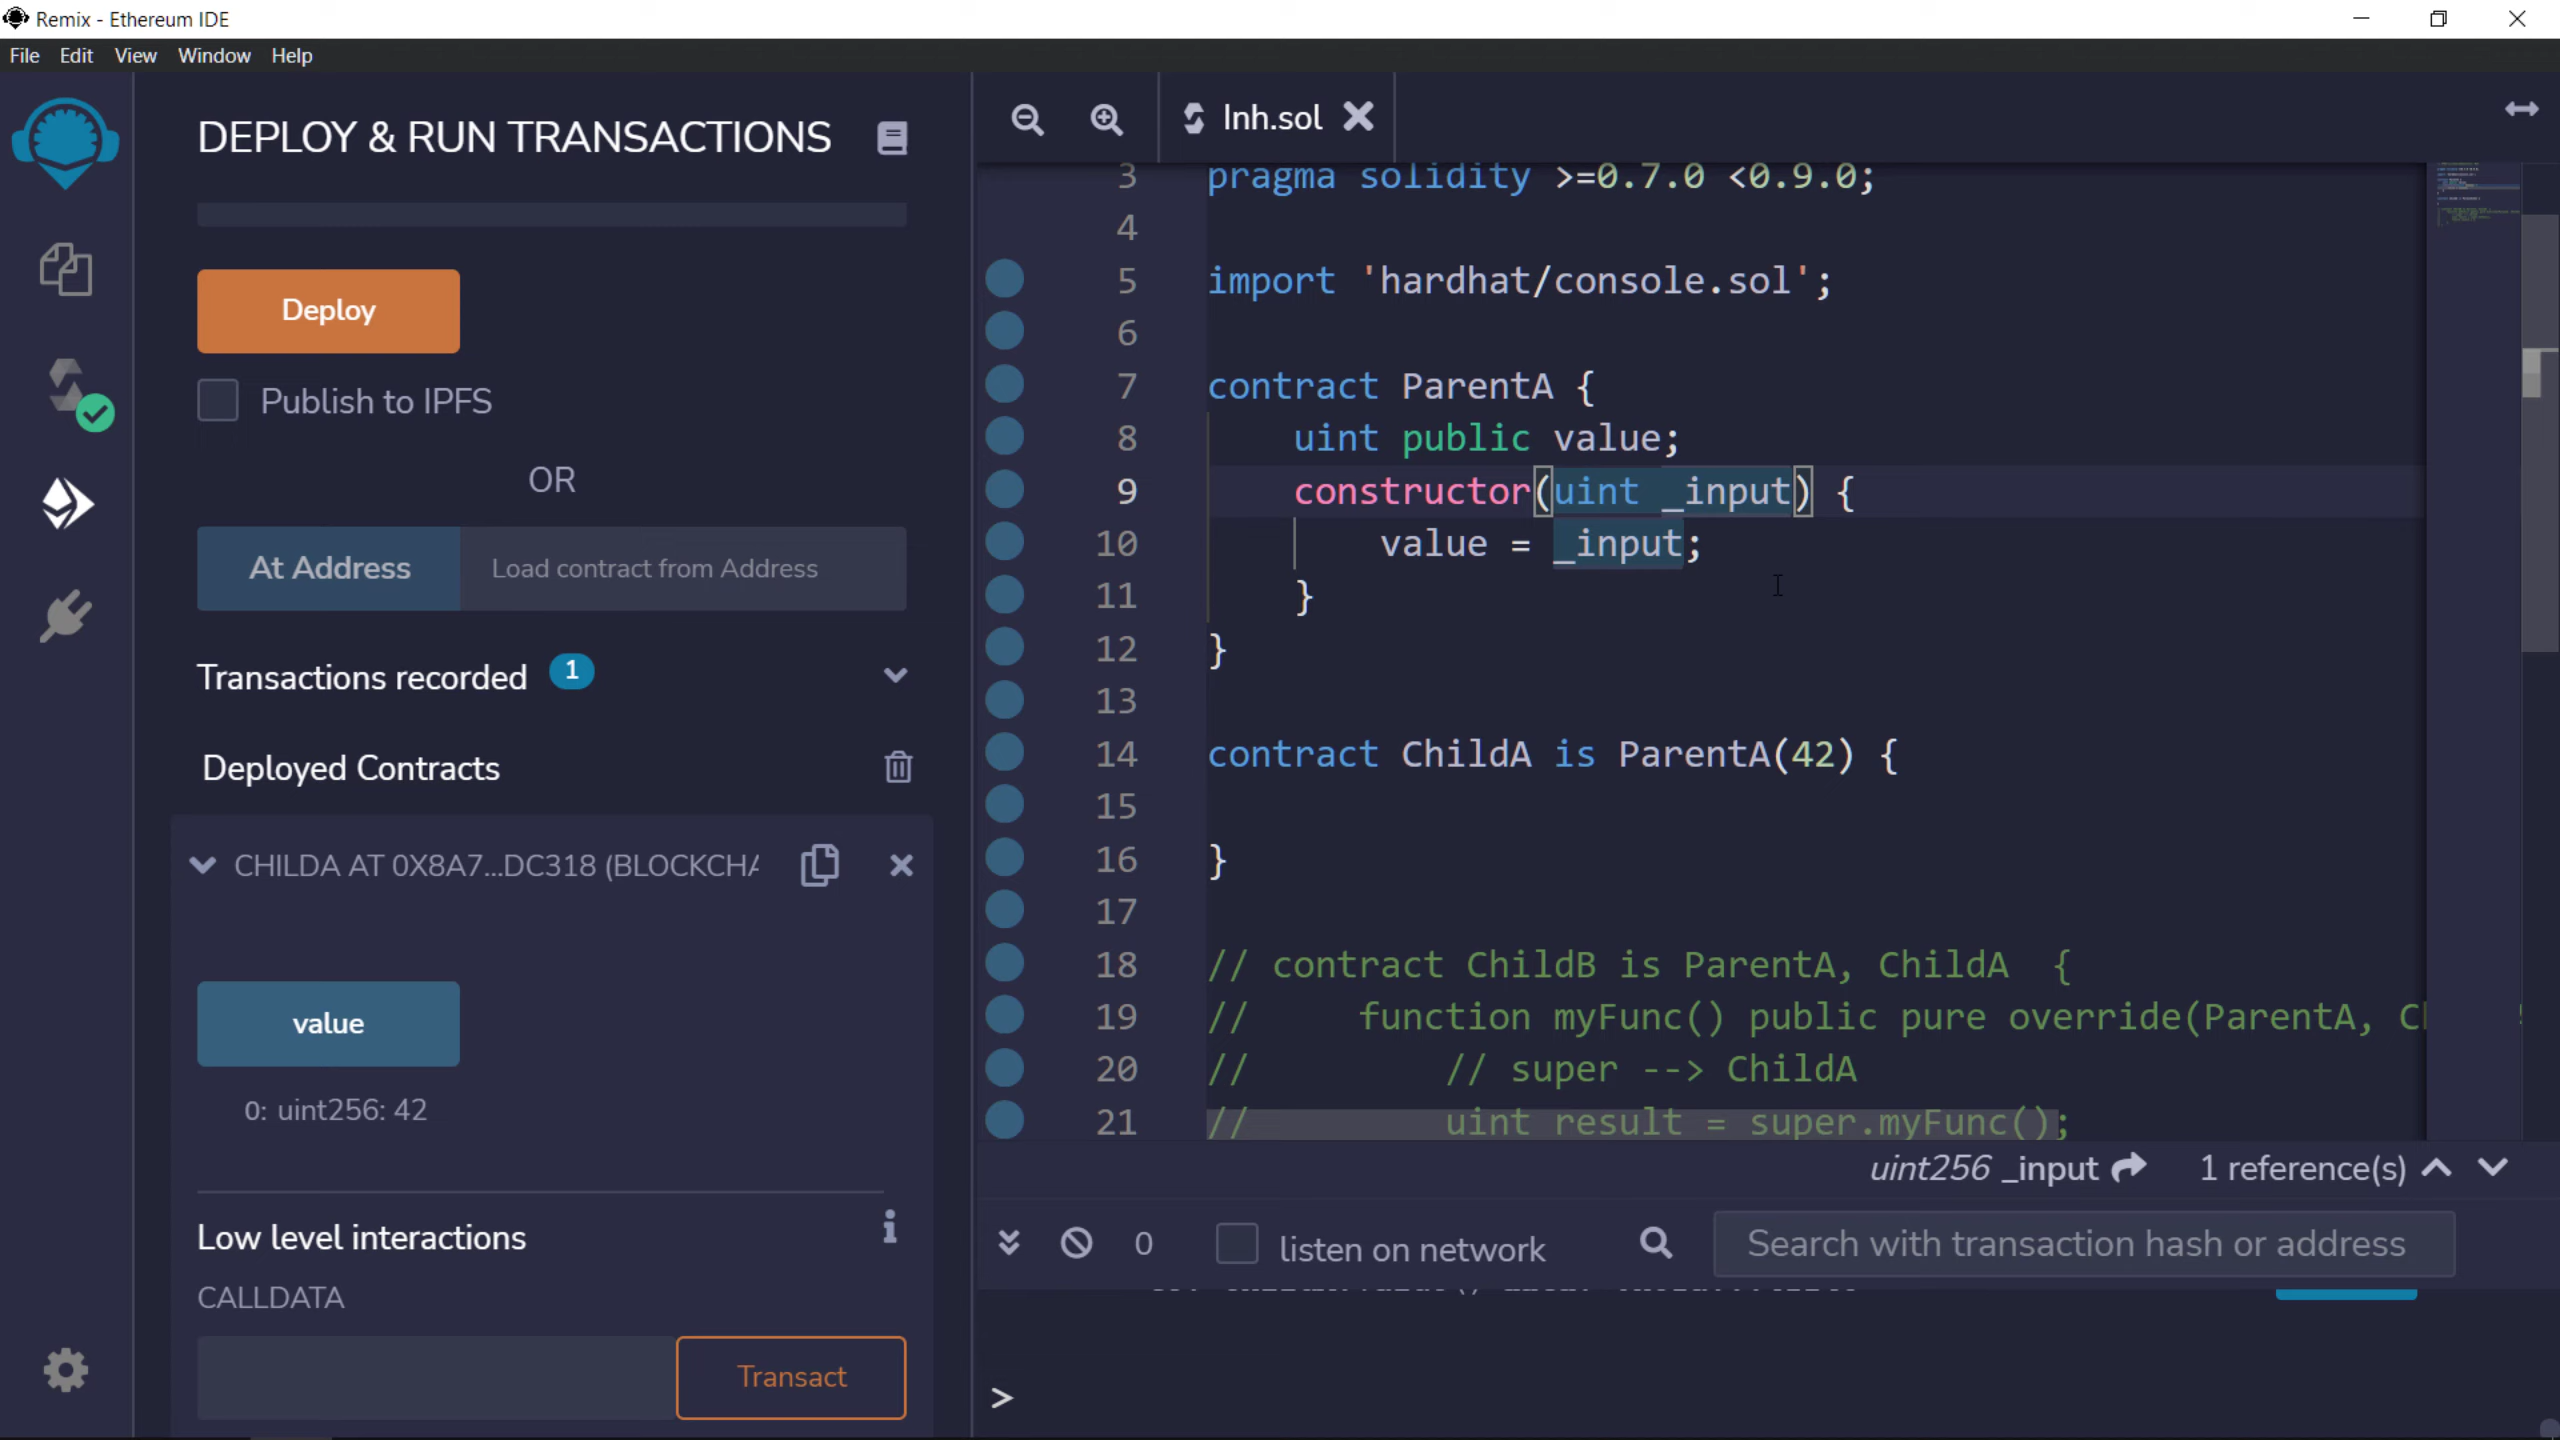 Remix - Ethereum IDE
File Edit View Window Help
DEPLOY & RUN TRANSACTIONS
Deploy
Publish to IPFS
OR
At Address Load contract from Address
Transactions recorded 1
Deployed Contracts
CHILDA AT 0X8A7...DC318 (BLOCKCHA
value
0: uint256: 42
Low level interactions
CALLDATA
Transact
Inh.sol
3 pragma solidity >=0.7.0 <0.9.0;
4
5 import 'hardhat/console.sol';
6
7 contract ParentA {
8 uint public value;
9 constructor(uint _input) {
10 value = _input;
11 }
12 }
13
14 contract ChildA is ParentA(42) {
15
16 }
17
18 // contract ChildB is ParentA, ChildA {
19 // function myFunc() public pure override(ParentA, C
20 // // super --> ChildA
21 // uint result = super.myFunc();
uint256 _input 1 reference(s)
0 listen on network Search with transaction hash or address
>